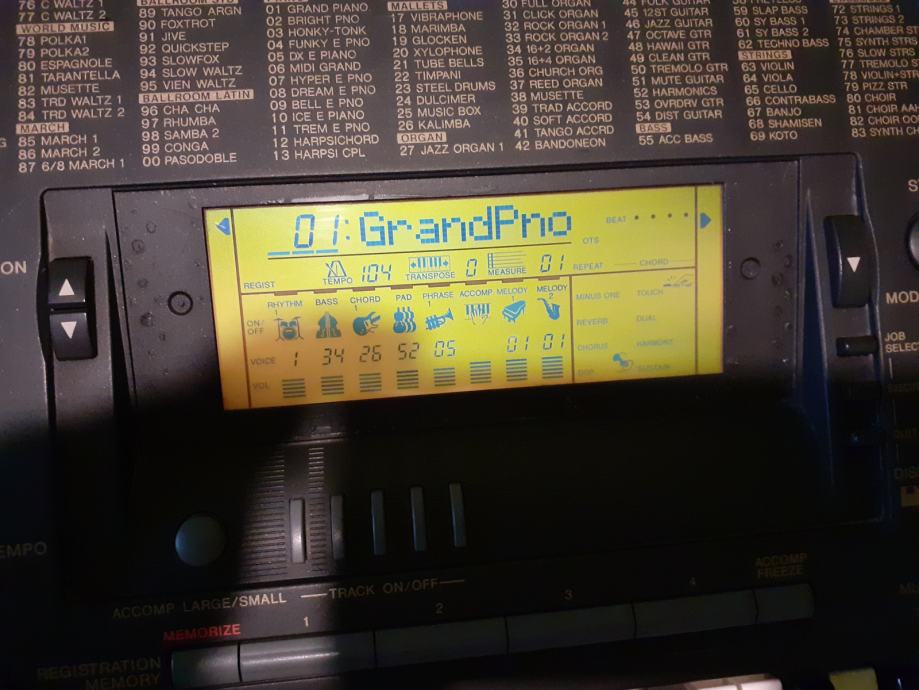 76 C WALTZ 1
77 C WALTZ 2
WORLD MUSIC
78 POLKA1
79 POLKA2
80 ESPAGNOLE
81 TARANTELLA
82 MUSETTE
83 TRD WALTZ 1
84 TRD WALTZ 2
MARCH
85 MARCH 1
86 MARCH 2
87 6/8 MARCH 1
89 TANGO ARGN
90 FOXTROT
91 JIVE
92 QUICKSTEP
93 SLOWFOX
94 SLOW WALTZ
95 VIEN WALTZ
BALLROOM LATIN
96 CHA CHA
97 RHUMBA
98 SAMBA 2
99 CONGA
00 PASODOBLE
01 GRAND PIANO
02 BRIGHT PNO
03 HONKY-TONK
04 FUNKY E PNO
05 DX E PIANO
06 MIDI GRAND
07 HYPER E PNO
08 DREAM E PNO
09 BELL E PNO
10 ICE E PIANO
11 TREM E PNO
12 HARPSICHORD
13 HARPSI CPL
MALLETS
17 VIBRAPHONE
18 MARIMBA
19 GLOCKEN
20 XYLOPHONE
21 TUBE BELLS
22 TIMPANI
23 STEEL DRUMS
24 DULCIMER
25 MUSIC BOX
26 KALIMBA
ORGAN
27 JAZZ ORGAN 1
30 FULL ORGAN
31 CLICK ORGAN
32 ROCK ORGAN 1
33 ROCK ORGAN 2
34 16+2 ORGAN
35 16+4 ORGAN
36 CHURCH ORG
37 REED ORGAN
38 MUSETTE
39 TRAD ACCORD
40 SOFT ACCORD
41 TANGO ACCRD
42 BANDONEON
44 FOLK GUITAR
45 12ST GUITAR
46 JAZZ GUITAR
47 OCTAVE GTR
48 HAWAII GTR
49 CLEAN GTR
50 TREMOLO GTR
51 MUTE GUITAR
52 HARMONICS
53 OVRDRV GTR
54 DIST GUITAR
BASS
55 ACC BASS
59 SLAP BASS
60 SY BASS 1
61 SY BASS 2
62 TECHNO BASS
STRINGS
63 VIOLIN
64 VIOLA
65 CELLO
66 CONTRABASS
67 BANJO
68 SHAMISEN
69 KOTO
72 STRINGS 1
73 STRINGS 2
74 CHAMBER
75 SYNTH STRS
76 SLOW STRS
77 TREMOLO
78 VIOLIN+STR
79 PIZZ STR
80 CHOIR
81 CHOIR AA
82 CHOIR
83 SYNTH
ON
01:GrandPno
BEAT
OTS
REGIST TEMPO 104 TRANSPOSE 0 MEASURE 01 REPEAT CHORD
RHYTHM 1 BASS CHORD 1 PAD PHRASE 1 ACCOMP. MELODY 1 MELODY 2
MINUS ONE TOUCH
ON/OFF
REVERB DUAL
VOICE 1 34 26 52 05 01 01
CHORUS HARMONY
VOL
DSP SUSTAIN
MOD
JOB
SELECT
TEMPO
ACCOMP LARGE/SMALL TRACK ON/OFF
ACCOMP
FREEZE
MEMORIZE 1 2 3 4
REGISTRATION
MEMORY